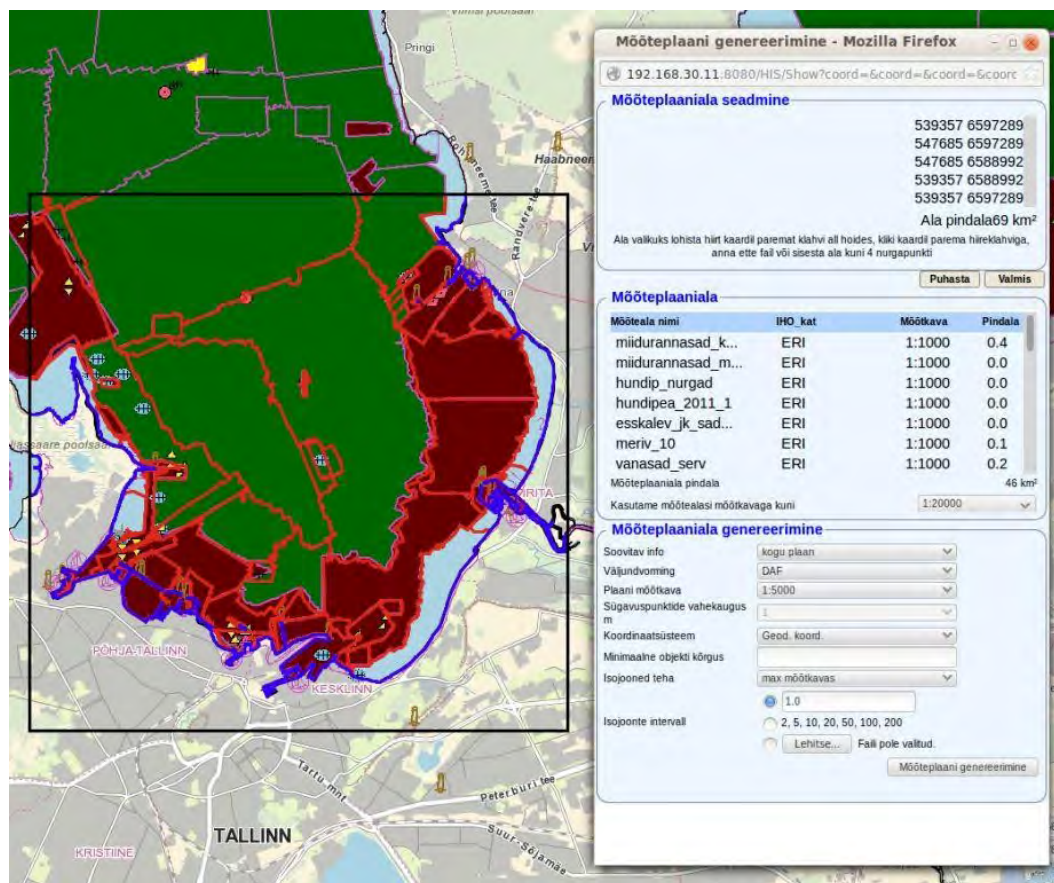 Pringi
Rohuneeme tee
Haabneem
Randvere tee
PÕHJA-TALLINN
KESKLINN
Tartu mnt
Peterburi tee
Suur-Sõjamäe
TALLINN
KRISTIINE
Mõõteplaani genereerimine - Mozilla Firefox
192.168.30.11:8080/HIS/Show?coord=&coord=&coord=&coorc
Mõõteplaaniala seadmine
539357 6597289
547685 6597289
547685 6588992
539357 6588992
539357 6597289
Ala pindala69 km²
Ala valikuks lohista hiirt kaardil paremat klahvi all hoides, kliki kaardil parema hiireklahviga,
anna ette fail või sisesta ala kuni 4 nurgapunkti
Puhasta Valmis
Mõõteplaaniala
Mõõteala nimi IHO_kat Mõõtkava Pindala
miidurannasad_k... ERI 1:1000 0.4
miidurannasad_m... ERI 1:1000 0.0
hundip_nurgad ERI 1:1000 0.0
hundipea_2011_1 ERI 1:1000 0.0
esskalev_jk_sad... ERI 1:1000 0.0
meriv_10 ERI 1:1000 0.1
vanasad_serv ERI 1:1000 0.2
Mõõteplaaniala pindala 46 km²
Kasutame mõõtealasi mõõtkavaga kuni 1:20000
Mõõteplaaniala genereerimine
Soovitav info kogu plaan
Väljundvorming DAF
Plaani mõõtkava 1:5000
Sügavuspunktide vahekaugus
m 1
Koordinaatsüsteem Geod. koord.
Minimaalne objekti kõrgus
Isojooned teha max mõõtkavas
1.0
Isojoonte intervall 2, 5, 10, 20, 50, 100, 200
Lehitse... Faili pole valitud.
Mõõteplaani genereerimine